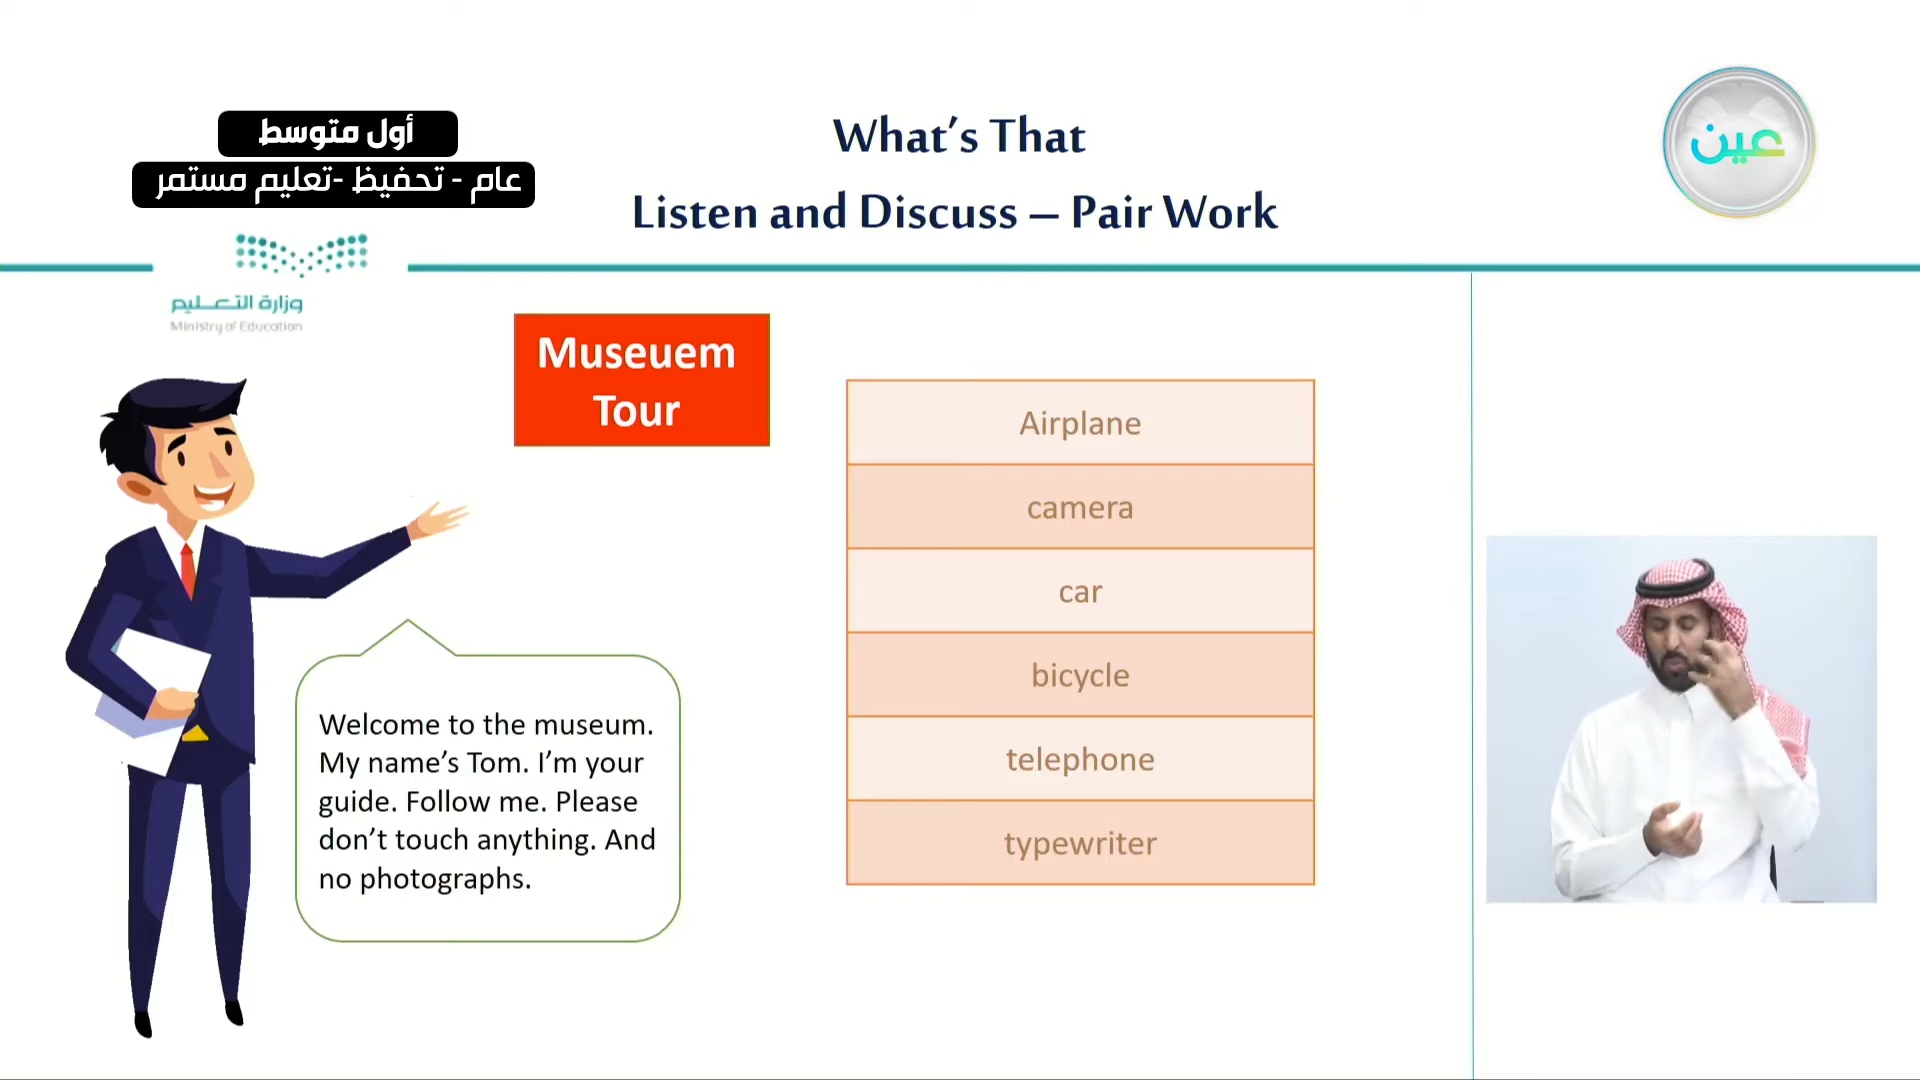 أول متوسط
عام - تحفيظ -تعليم مستمر
What's That
Listen and Discuss – Pair Work
عين
وزارة التعـــليم
Ministry of Education
Museuem
Tour
Airplane
camera
car
bicycle
telephone
typewriter
Welcome to the museum.
My name's Tom. I'm your
guide. Follow me. Please
don't touch anything. And
no photographs.